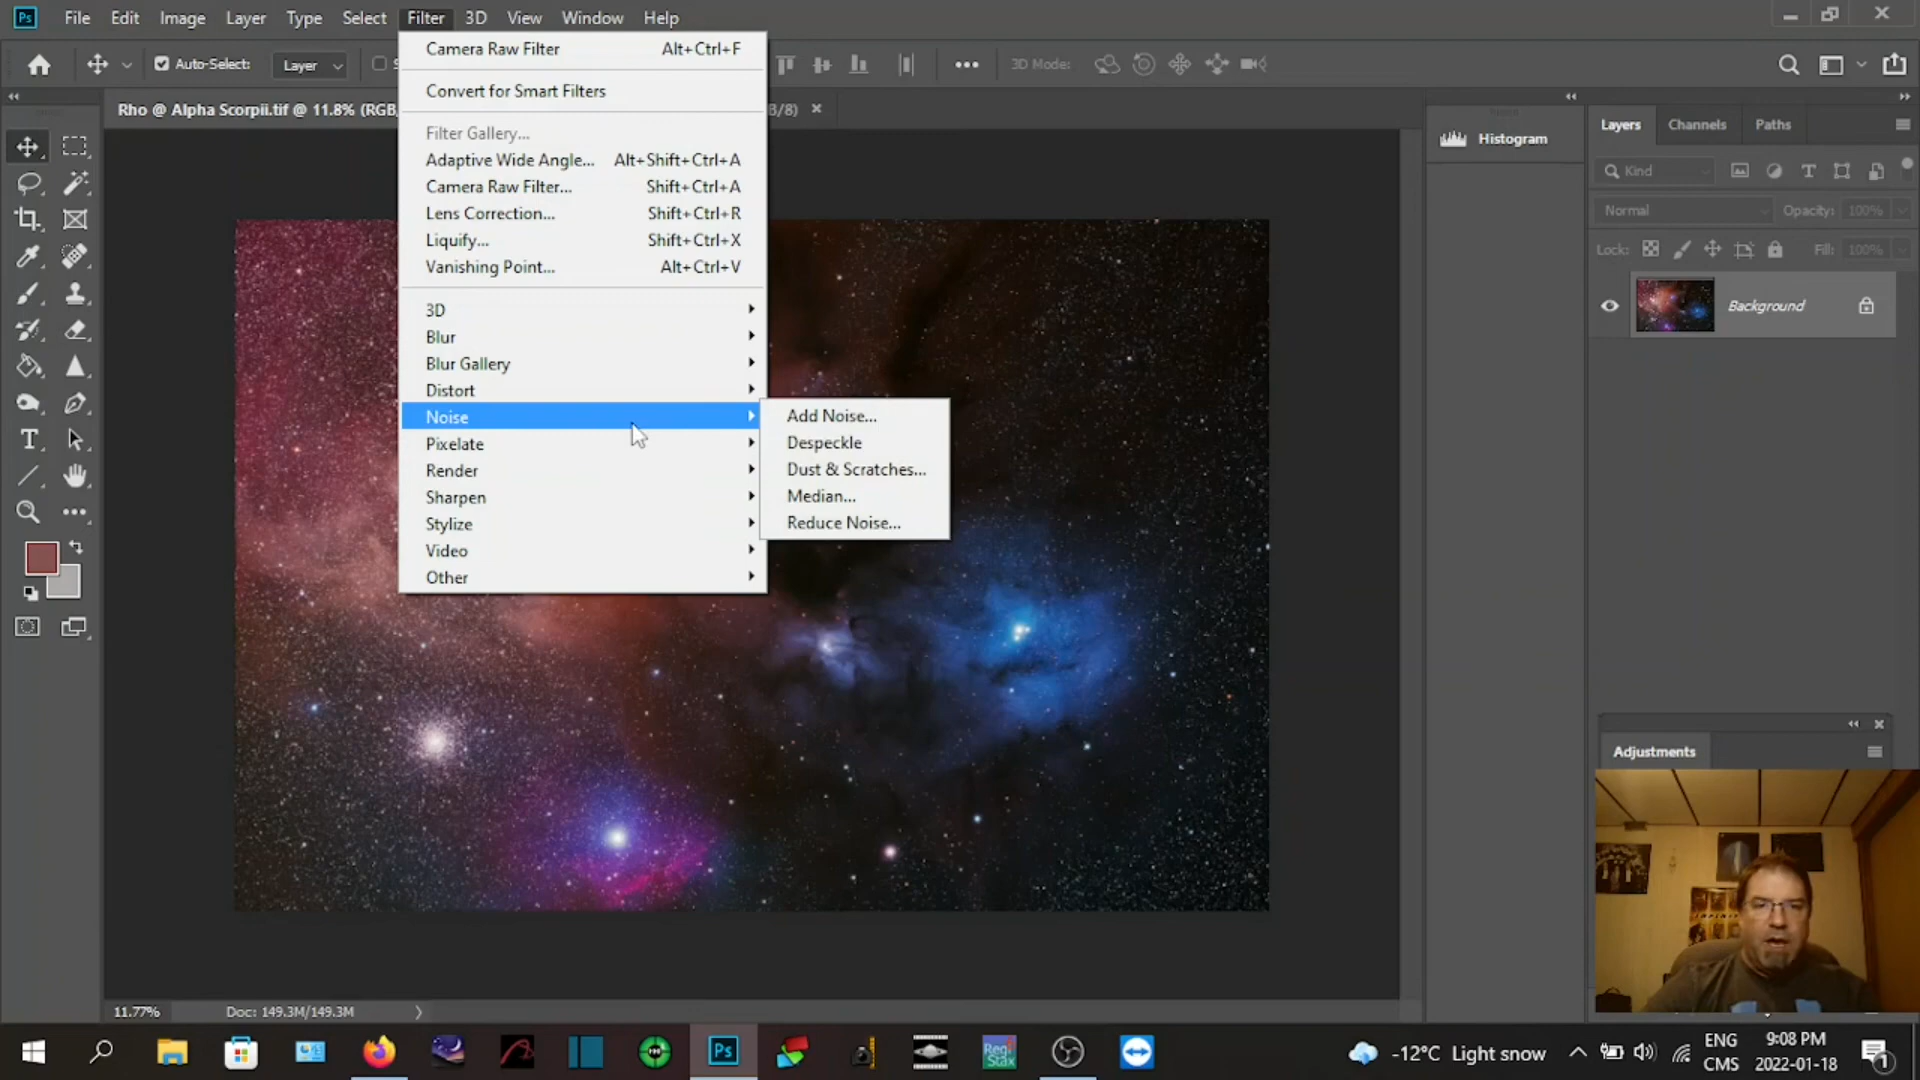 Ps File Edit Image Layer Type Select Filter 3D View Window Help
Auto-Select: Layer 3D Mode:
Rho @ Alpha Scorpii.tif @ 11.8% (RGB, B/8)
Camera Raw Filter Alt+Ctrl+F
Convert for Smart Filters
Filter Gallery...
Adaptive Wide Angle... Alt+Shift+Ctrl+A
Camera Raw Filter... Shift+Ctrl+A
Lens Correction... Shift+Ctrl+R
Liquify... Shift+Ctrl+X
Vanishing Point... Alt+Ctrl+V
3D
Blur
Blur Gallery
Distort
Noise
Pixelate
Render
Sharpen
Stylize
Video
Other
Add Noise...
Despeckle
Dust & Scratches...
Median...
Reduce Noise...
Histogram
Layers Channels Paths
Kind
Normal Opacity: 100%
Lock: Fill: 100%
Background
Adjustments
11.77% Doc: 149.3M/149.3M
Ps
Regi
Stax
-12°C Light snow
ENG
CMS
9:08 PM
2022-01-18
1